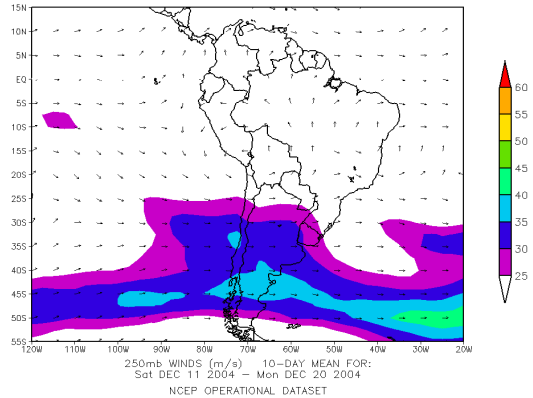 15N
10N
5N
EQ
5S
10S
15S
20S
25S
30S
35S
40S
45S
50S
55S
120W 110W 100W 90W 80W 70W 60W 50W 40W 30W 20W
60
55
50
45
40
35
30
25
250mb WINDS (m/s) 10-DAY MEAN FOR:
Sat DEC 11 2004 - Mon DEC 20 2004
NCEP OPERATIONAL DATASET